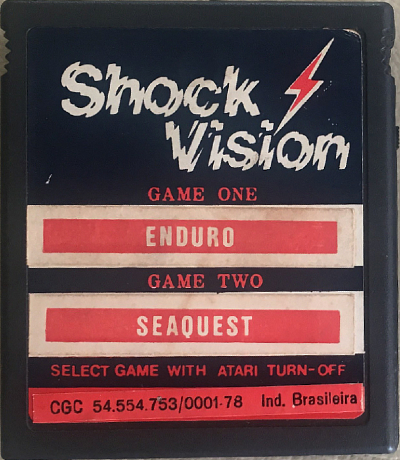 Shock
Vision
GAME ONE
ENDURO
GAME TWO
SEAQUEST
SELECT GAME WITH ATARI TURN-OFF
CGC 54.554.753/0001-78 Ind. Brasileira